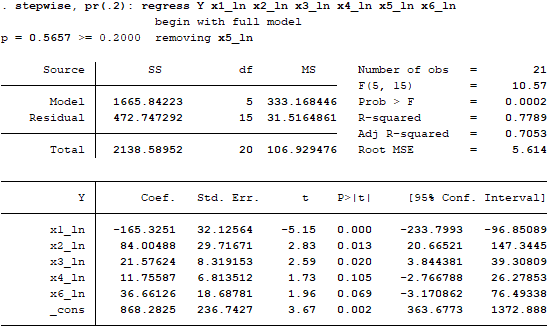 . stepwise, pr(.2): regress Y x1_ln x2_ln x3_ln x4_ln x5_ln x6_ln
begin with full model
p = 0.5657 >= 0.2000 removing x5_ln
Source SS df MS Number of obs = 21
F(5, 15) = 10.57
Model 1665.84223 5 333.168446 Prob > F = 0.0002
Residual 472.747292 15 31.5164861 R-squared = 0.7789
Adj R-squared = 0.7053
Total 2138.58952 20 106.929476 Root MSE = 5.614
Y Coef. Std. Err. t P>|t| [95% Conf. Interval]
x1_ln -165.3251 32.12564 -5.15 0.000 -233.7993 -96.85089
x2_ln 84.00488 29.71671 2.83 0.013 20.66521 147.3445
x3_ln 21.57624 8.319153 2.59 0.020 3.844381 39.30809
x4_ln 11.75587 6.813512 1.73 0.105 -2.766788 26.27853
x6_ln 36.66126 18.68781 1.96 0.069 -3.170862 76.49338
_cons 868.2825 236.7427 3.67 0.002 363.6773 1372.888